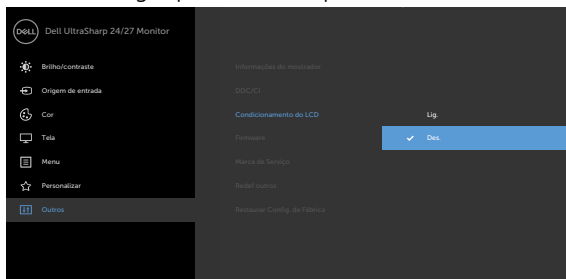 DELL
Dell UltraSharp 24/27 Monitor
Brilho/contraste
Informações do mostrador
Origem de entrada
DDC/CI
Cor
Condicionamento do LCD
Lig.
Tela
Firmware
Des.
Menu
Marca de Serviço
Personalizar
Redef outros
Outros
Restaurar Config. de Fábrica